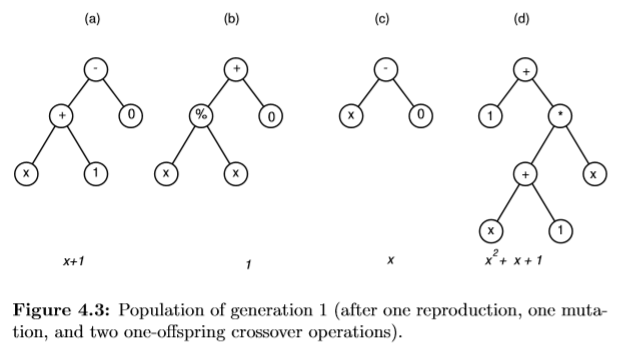 (a) (b) (c) (d)
- + - +
+ 0 % 0 x 0 1 *
x 1 x x + x
x 1
x+1 1 x x² + x + 1
Figure 4.3: Population of generation 1 (after one reproduction, one muta-
tion, and two one-offspring crossover operations).